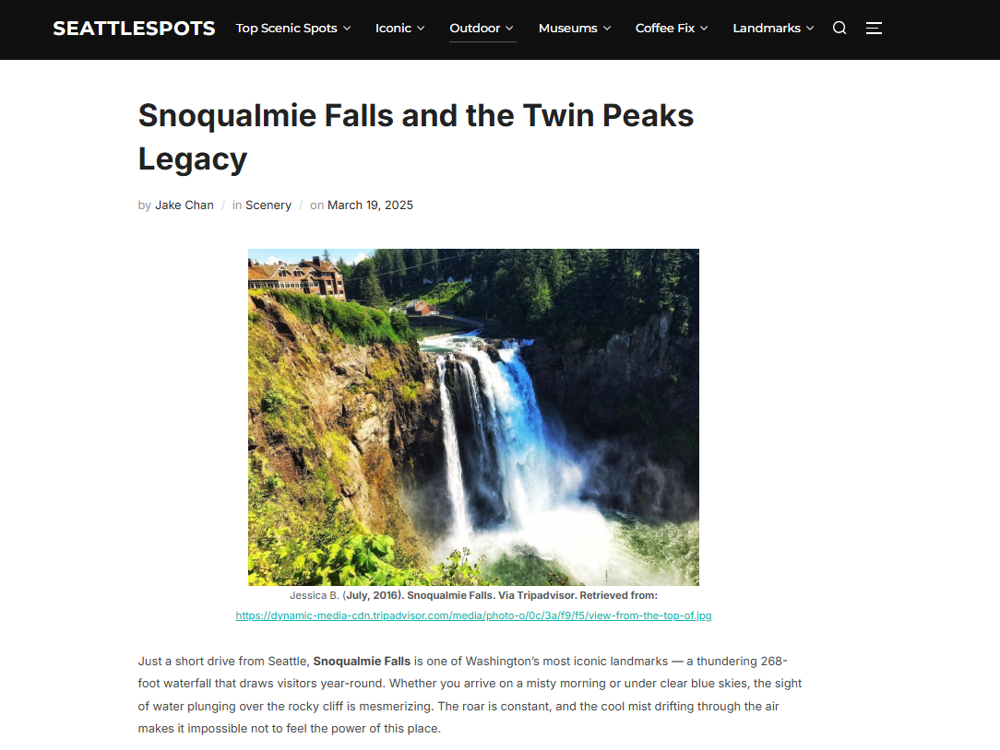 SEATTLESPOTS Top Scenic Spots Iconic Outdoor Museums Coffee Fix Landmarks
Snoqualmie Falls and the Twin Peaks
Legacy
by Jake Chan / in Scenery / on March 19, 2025
Jessica B. (July, 2016). Snoqualmie Falls. Via Tripadvisor. Retrieved from:
https://dynamic-media-cdn.tripadvisor.com/media/photo-o/0c/3a/f9/f5/view-from-the-top-of.jpg
Just a short drive from Seattle, Snoqualmie Falls is one of Washington’s most iconic landmarks — a thundering 268-
foot waterfall that draws visitors year-round. Whether you arrive on a misty morning or under clear blue skies, the sight
of water plunging over the rocky cliff is mesmerizing. The roar is constant, and the cool mist drifting through the air
makes it impossible not to feel the power of this place.